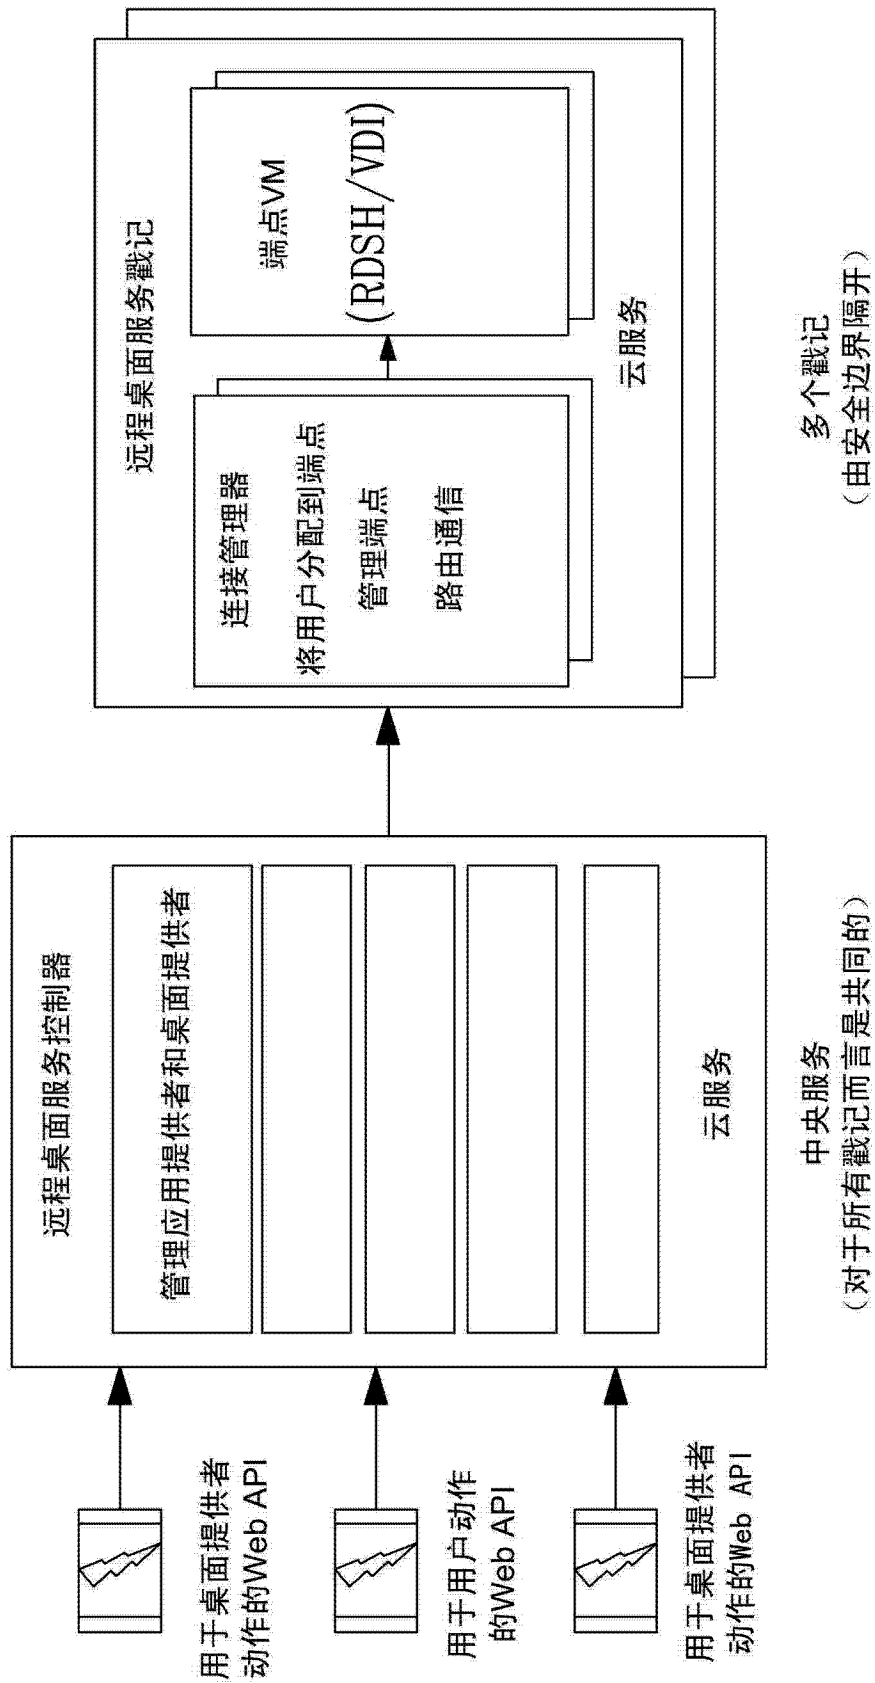 用于桌面提供者
动作的Web API
用于用户动作
的Web API
用于桌面提供者
动作的Web API
远程桌面服务控制器
管理应用提供者和桌面提供者
云服务
中央服务
（对于所有戳记而言是共同的）
远程桌面服务戳记
连接管理器
将用户分配到端点
管理端点
路由通信
端点VM
(RDSH/VDI)
云服务
多个戳记
（由安全边界隔开）